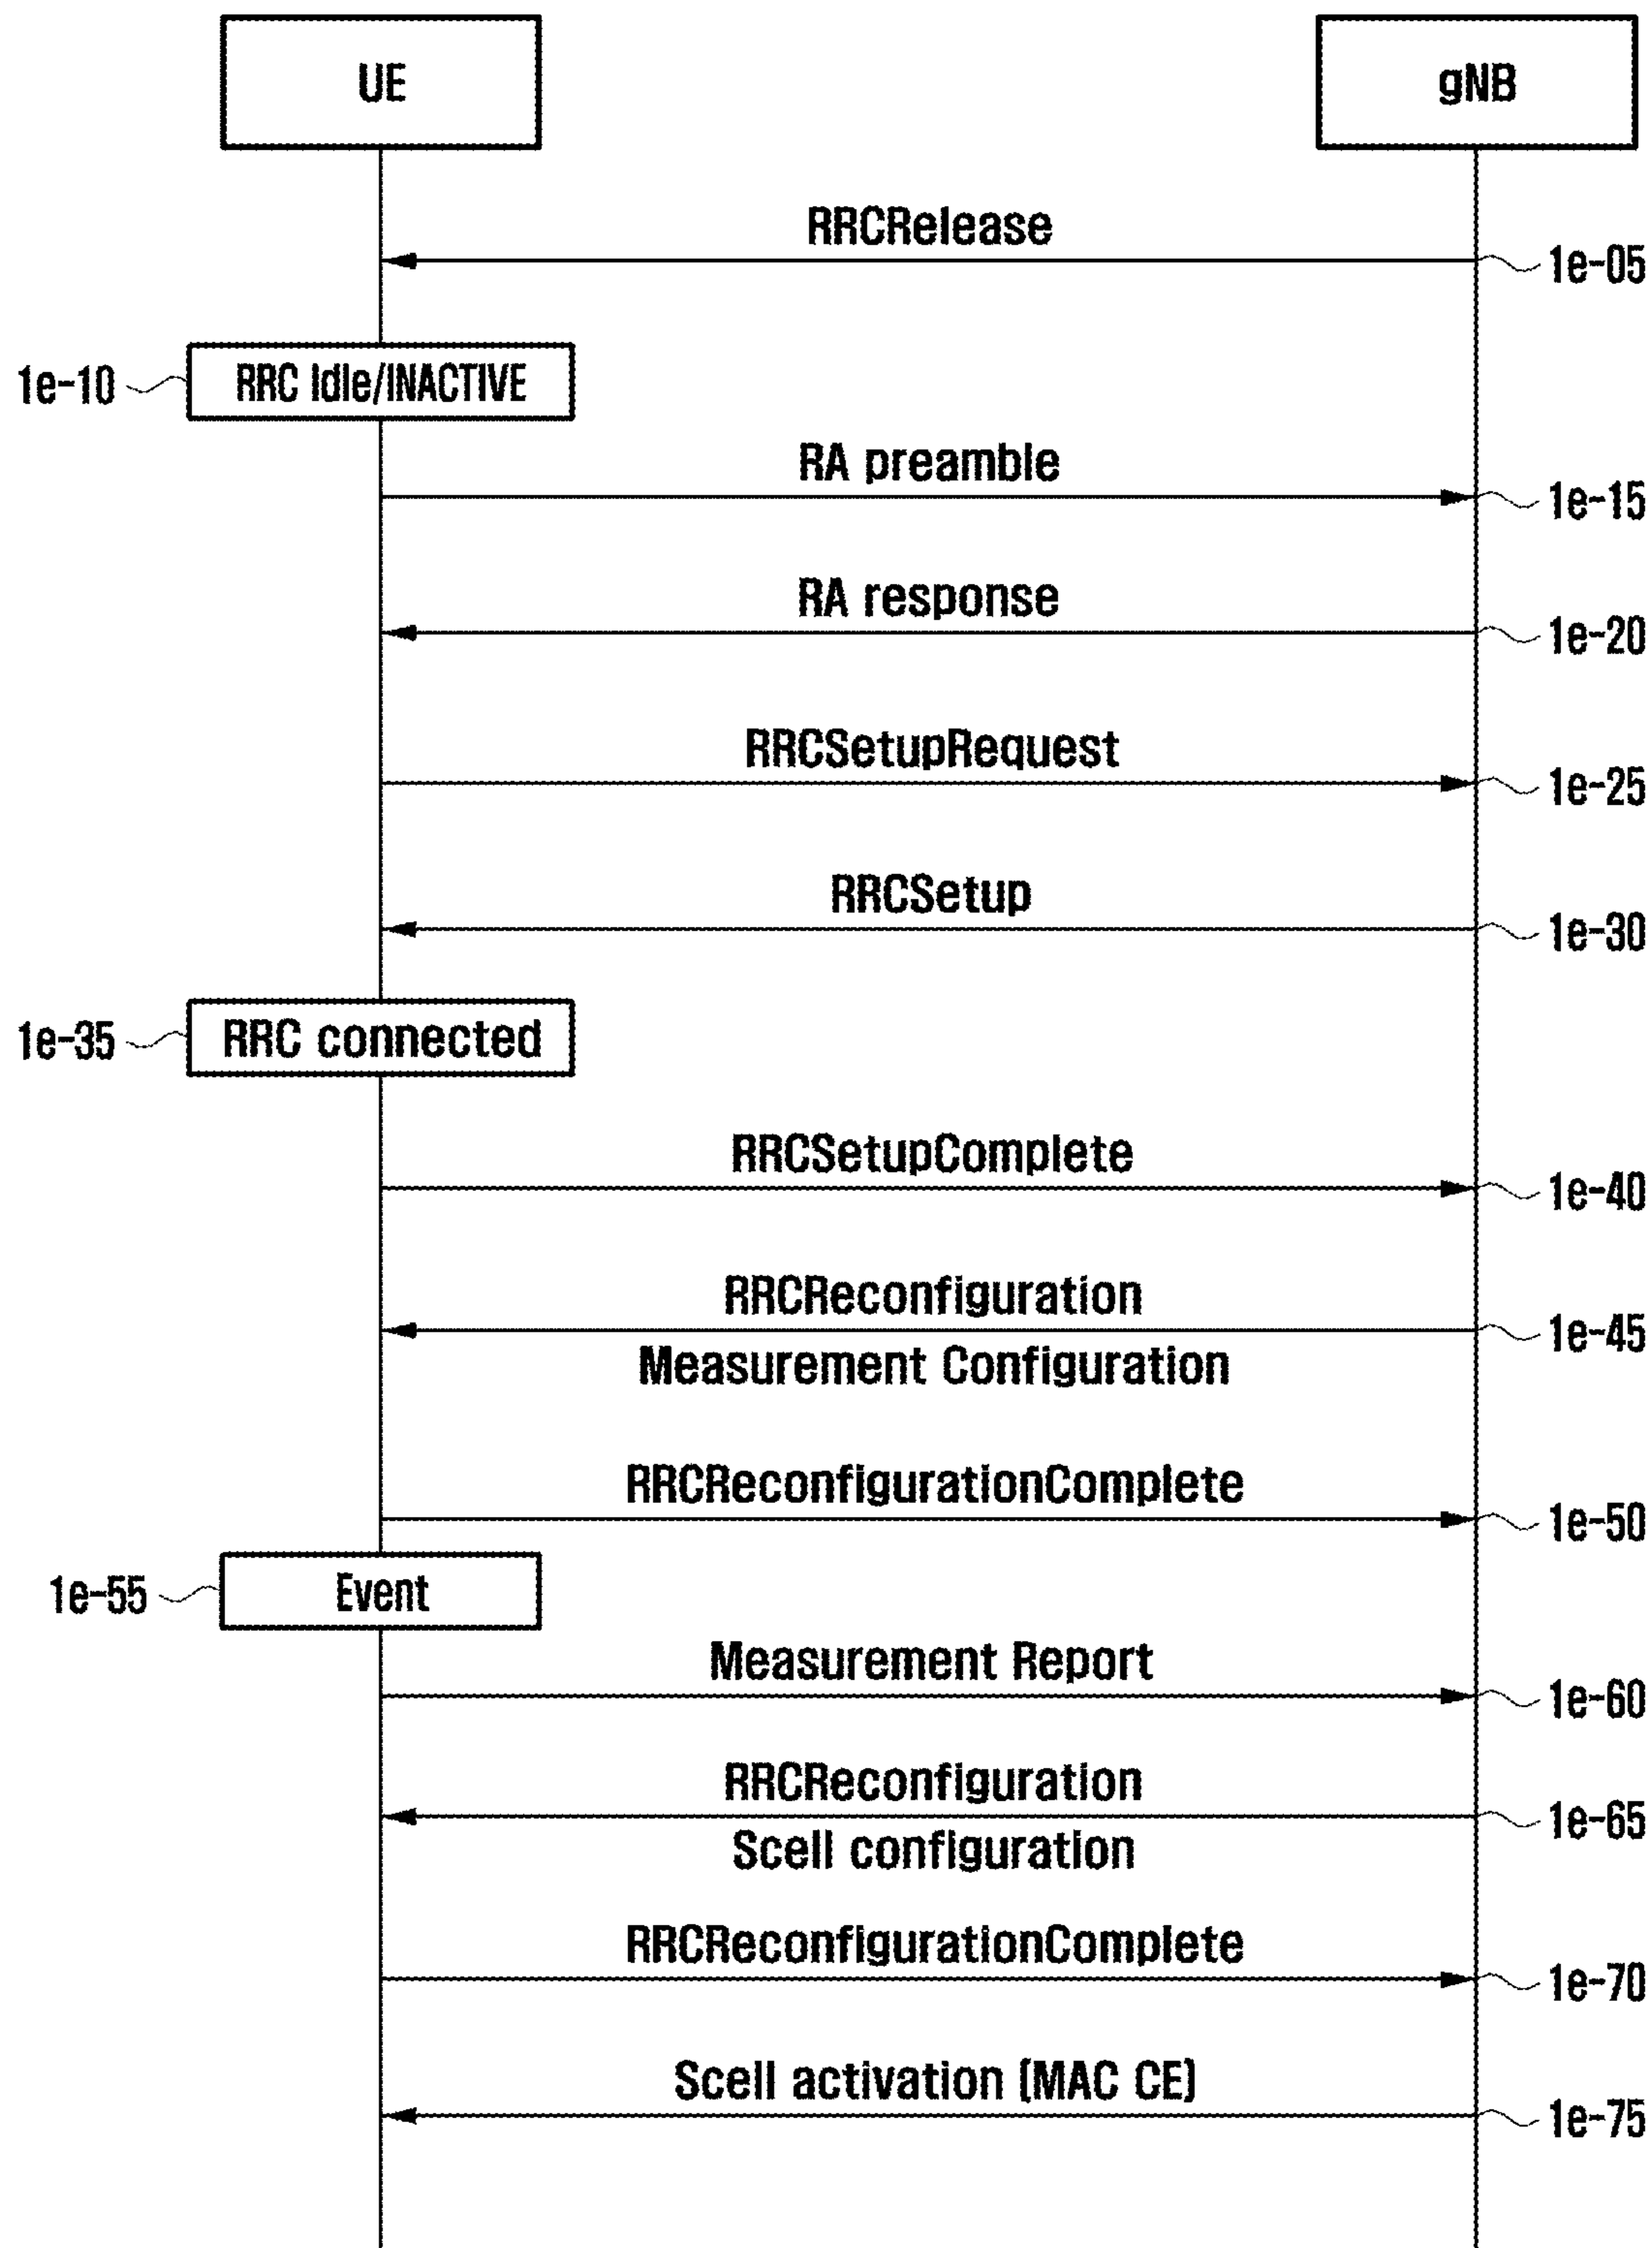 UE
gNB
RRCRelease
1e-05
1e-10
RRC Idle/INACTIVE
RA preamble
1e-15
RA response
1e-20
RRCSetupRequest
1e-25
RRCSetup
1e-30
1e-35
RRC connected
RRCSetupComplete
1e-40
RRCReconfiguration
1e-45
Measurement Configuration
RRCReconfigurationComplete
1e-50
1e-55
Event
Measurement Report
1e-60
RRCReconfiguration
1e-65
Scell configuration
RRCReconfigurationComplete
1e-70
Scell activation (MAC CE)
1e-75